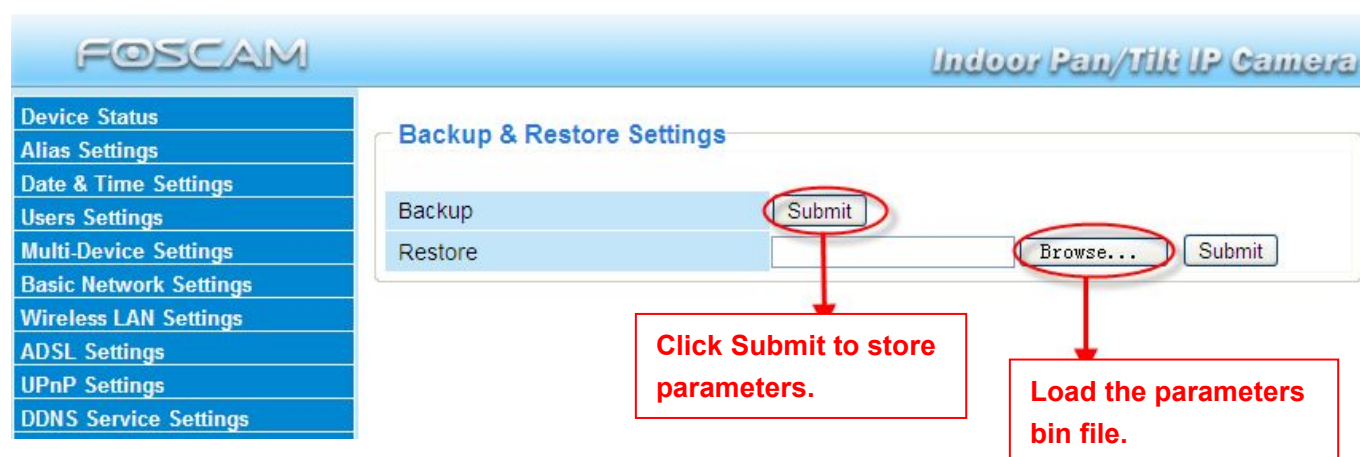 FOSCAM
Indoor Pan/Tilt IP Camera
Device Status
Alias Settings
Date & Time Settings
Users Settings
Multi-Device Settings
Basic Network Settings
Wireless LAN Settings
ADSL Settings
UPnP Settings
DDNS Service Settings
Backup & Restore Settings
Backup Submit
Restore Browse... Submit
Click Submit to store
parameters.
Load the parameters
bin file.